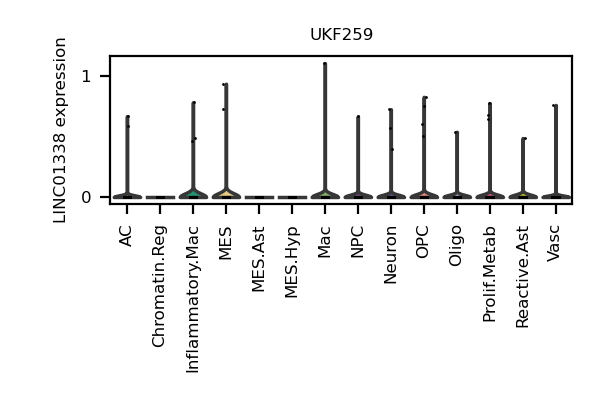 UKF259
LINC01338 expression
1
0
AC
Chromatin.Reg
Inflammatory.Mac
MES
MES.Ast
MES.Hyp
Mac
NPC
Neuron
OPC
Oligo
Prolif.Metab
Reactive.Ast
Vasc